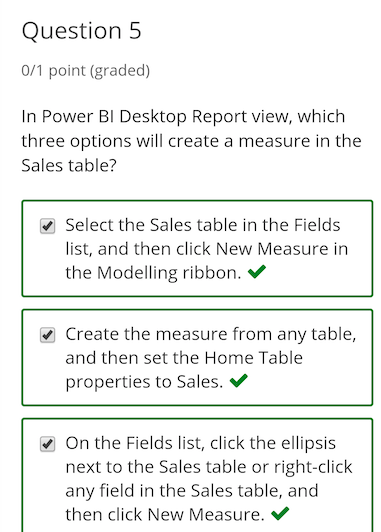 Question 5
0/1 point (graded)
In Power BI Desktop Report view, which
three options will create a measure in the
Sales table?
Select the Sales table in the Fields
list, and then click New Measure in
the Modelling ribbon.
Create the measure from any table,
and then set the Home Table
properties to Sales.
On the Fields list, click the ellipsis
next to the Sales table or right-click
any field in the Sales table, and
then click New Measure.